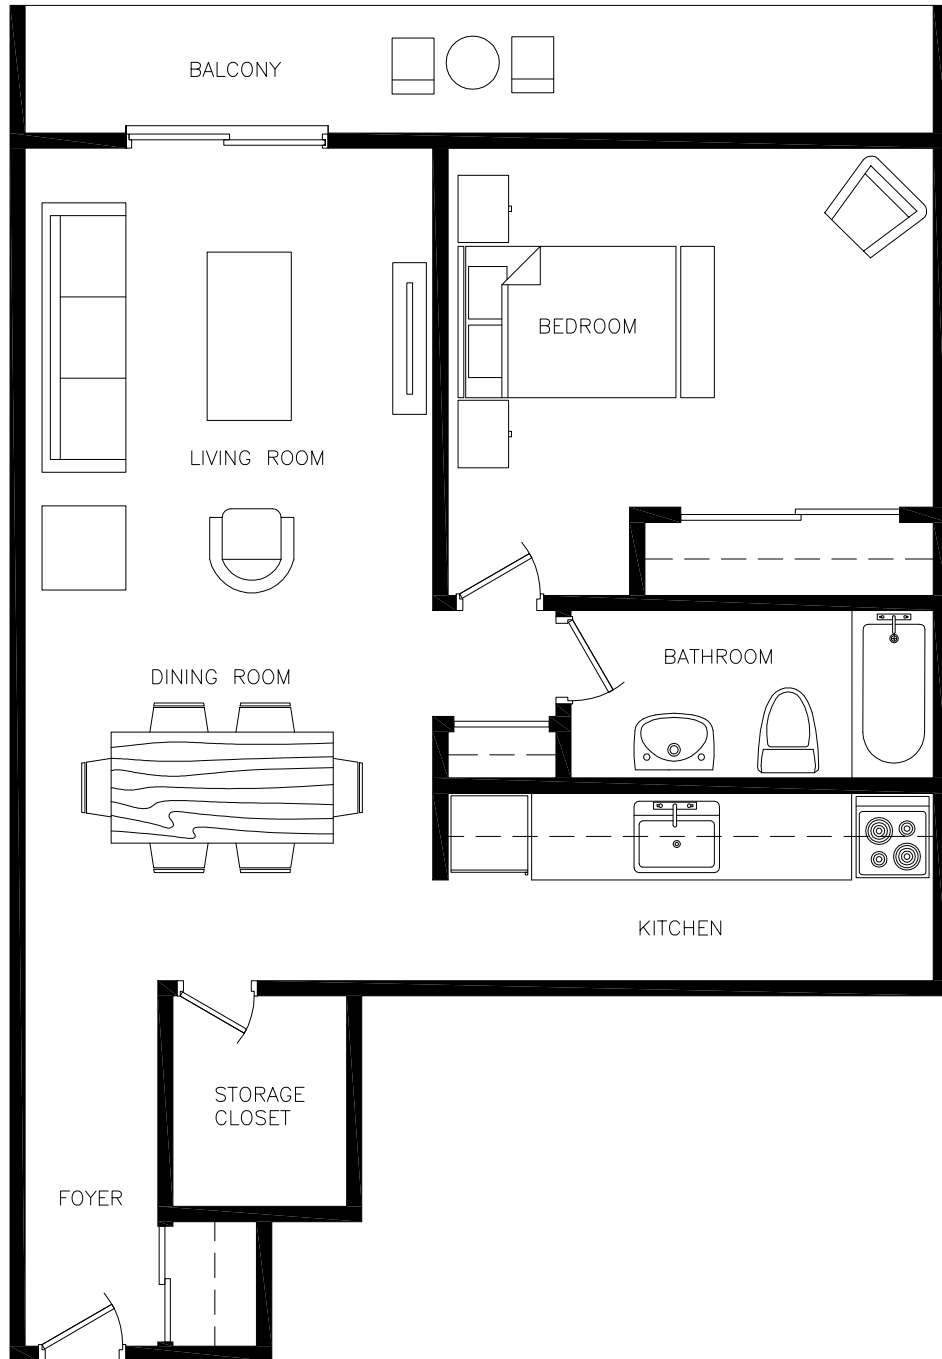 BALCONY
BEDROOM
LIVING ROOM
BATHROOM
DINING ROOM
KITCHEN
STORAGE
CLOSET
FOYER